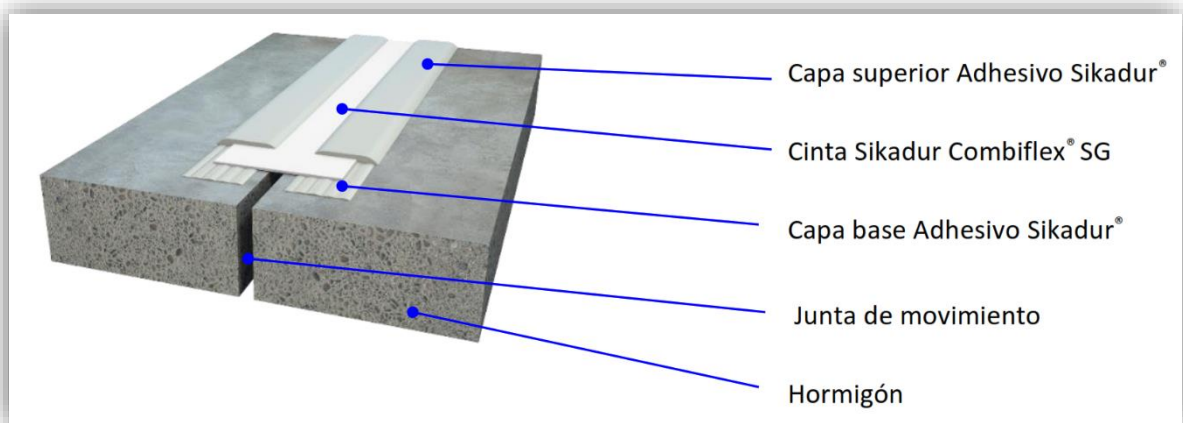 Capa superior Adhesivo Sikadur®
Cinta Sikadur Combiflex® SG
Capa base Adhesivo Sikadur®
Junta de movimiento
Hormigón